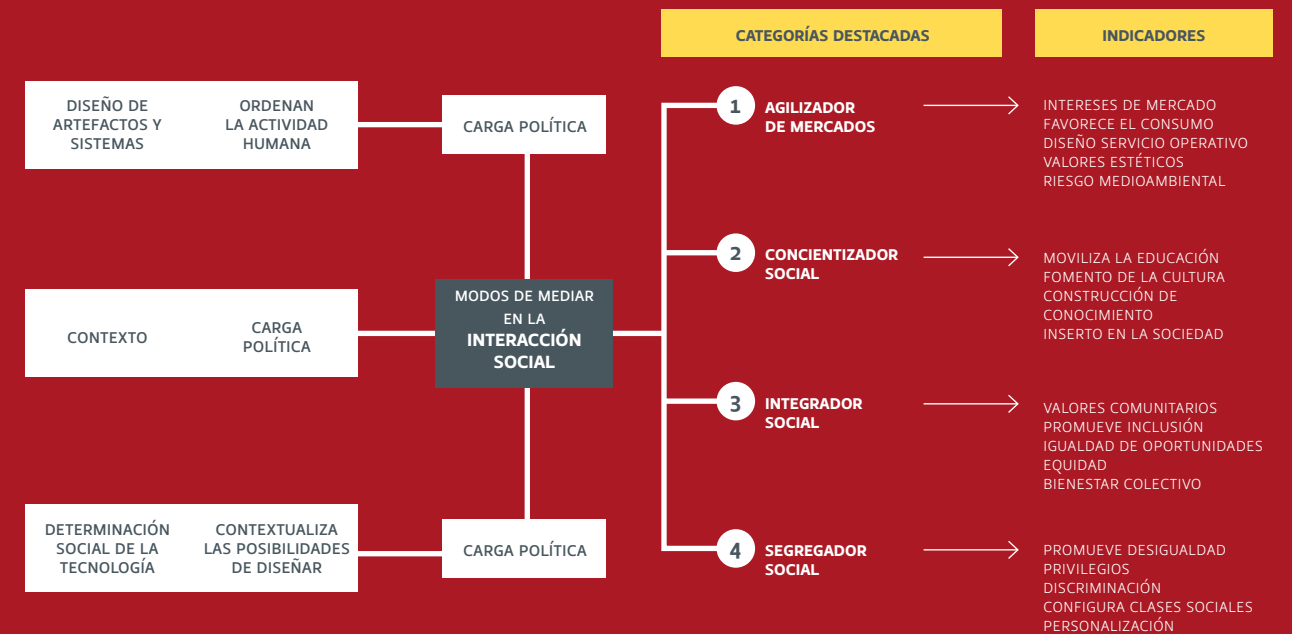 CATEGORÍAS DESTACADAS
INDICADORES
DISEÑO DE
ARTEFACTOS Y
SISTEMAS
ORDENAN
LA ACTIVIDAD
HUMANA
CARGA POLÍTICA
CONTEXTO
CARGA
POLÍTICA
MODOS DE MEDIAR
EN LA
INTERACCIÓN
SOCIAL
DETERMINACIÓN
SOCIAL DE LA
TECNOLOGÍA
CONTEXTUALIZA
LAS POSIBILIDADES
DE DISEÑAR
CARGA POLÍTICA
1
AGILIZADOR
DE MERCADOS
INTERESES DE MERCADO
FAVORECE EL CONSUMO
DISEÑO SERVICIO OPERATIVO
VALORES ESTÉTICOS
RIESGO MEDIOAMBIENTAL
2
CONCIENTIZADOR
SOCIAL
MOVILIZA LA EDUCACIÓN
FOMENTO DE LA CULTURA
CONSTRUCCIÓN DE
CONOCIMIENTO
INSERTO EN LA SOCIEDAD
3
INTEGRADOR
SOCIAL
VALORES COMUNITARIOS
PROMUEVE INCLUSIÓN
IGUALDAD DE OPORTUNIDADES
EQUIDAD
BIENESTAR COLECTIVO
4
SEGREGADOR
SOCIAL
PROMUEVE DESIGUALDAD
PRIVILEGIOS
DISCRIMINACIÓN
CONFIGURA CLASES SOCIALES
PERSONALIZACIÓN